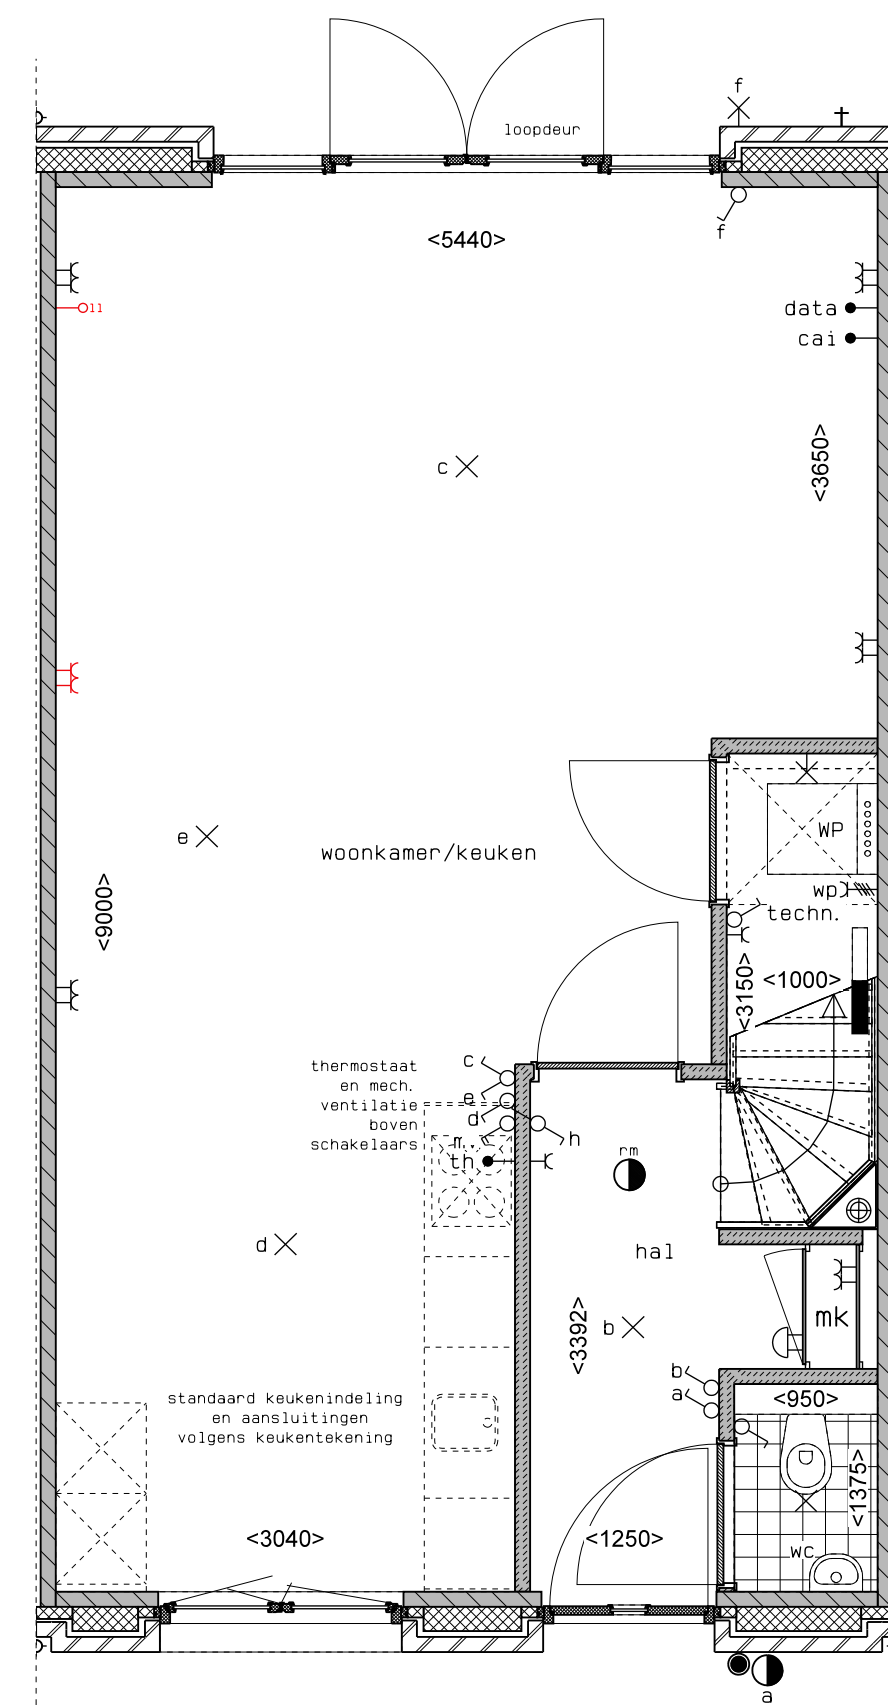 f
loopdeur
f
<5440>
11
data
cai
c
<3650>
e
woonkamer/keuken
WP
wp
techn.
<9000>
<3150>
<1000>
thermostaat
en mech.
ventilatie
boven
schakelaars
c
e
d
m.v.
th
h
rm
d
hal
b
<3392>
mk
b
a
<950>
standaard keukenindeling
en aansluitingen
volgens keukentekening
<1375>
<3040>
<1250>
wc
a